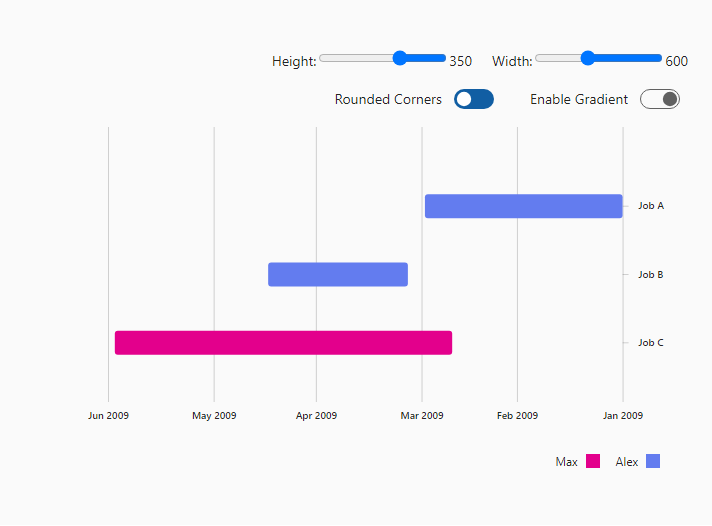 Height: 350 Width: 600
Rounded Corners Enable Gradient
Job A
Job B
Job C
Jun 2009 May 2009 Apr 2009 Mar 2009 Feb 2009 Jan 2009
Max Alex